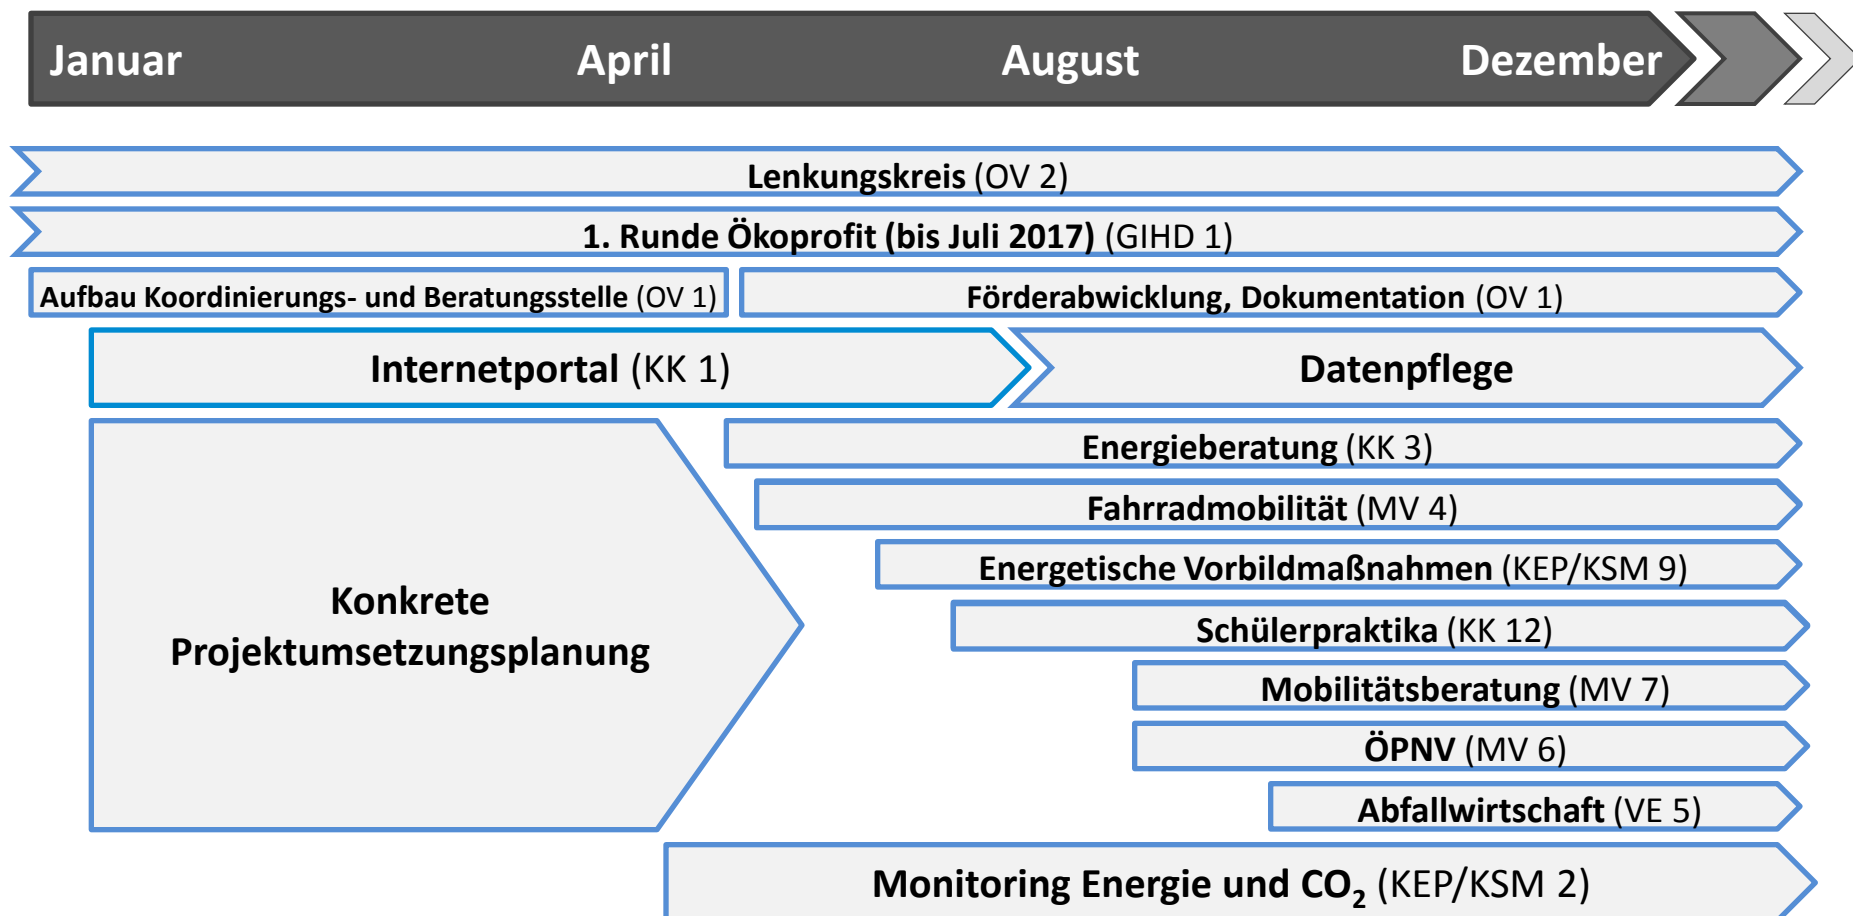 Januar April August Dezember
Lenkungskreis (OV 2)
1. Runde Ökoprofit (bis Juli 2017) (GIHD 1)
Aufbau Koordinierungs- und Beratungsstelle (OV 1)
Förderabwicklung, Dokumentation (OV 1)
Internetportal (KK 1)
Datenpflege
Konkrete
Projektumsetzungsplanung
Energieberatung (KK 3)
Fahrradmobilität (MV 4)
Energetische Vorbildmaßnahmen (KEP/KSM 9)
Schülerpraktika (KK 12)
Mobilitätsberatung (MV 7)
ÖPNV (MV 6)
Abfallwirtschaft (VE 5)
Monitoring Energie und CO₂ (KEP/KSM 2)